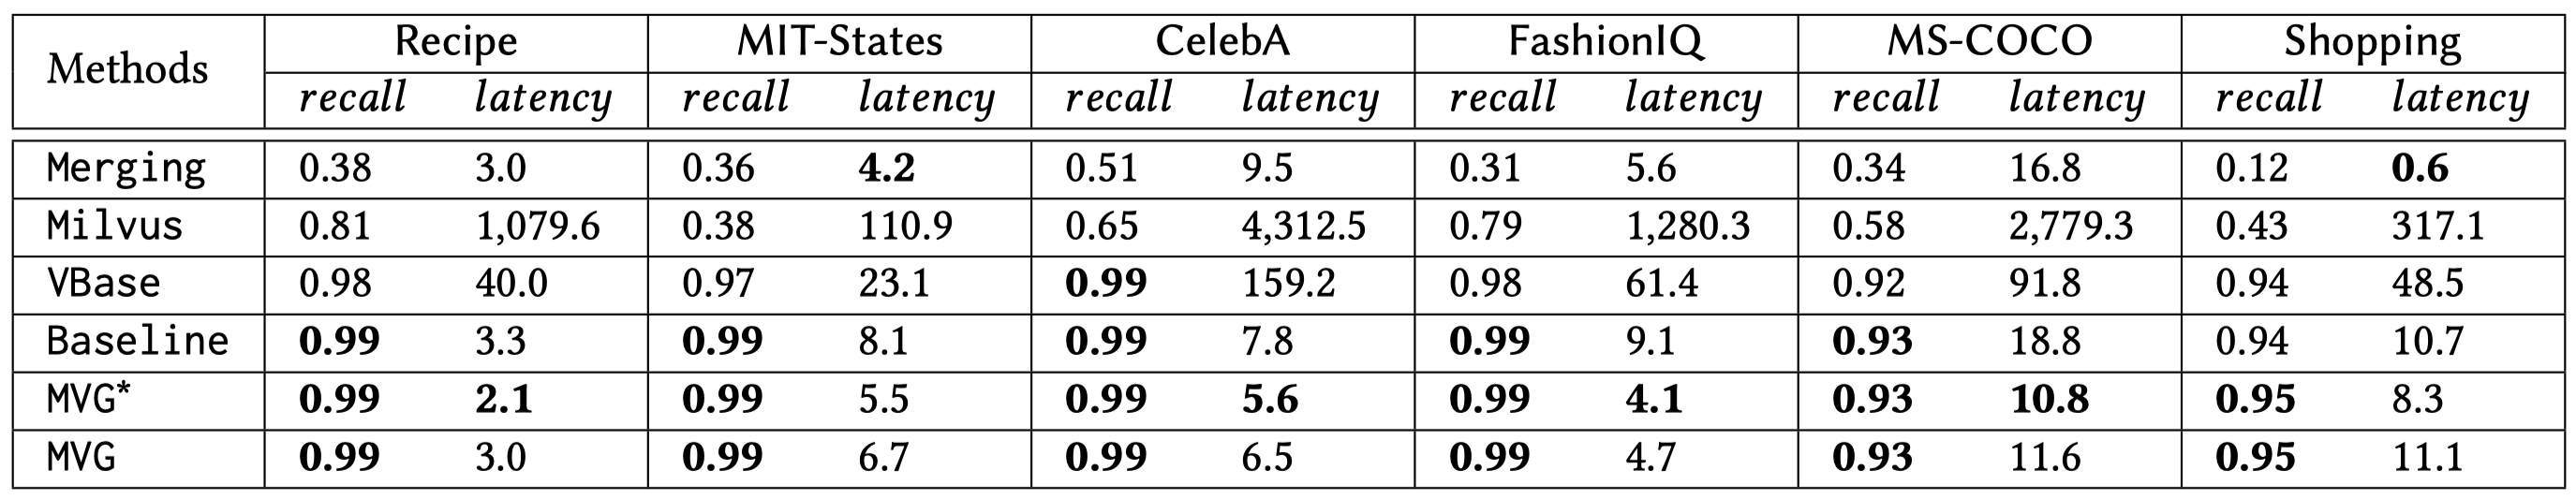 Methods Recipe MIT-States CelebA FashionIQ MS-COCO Shopping
recall latency recall latency recall latency recall latency recall latency recall latency
Merging 0.38 3.0 0.36 4.2 0.51 9.5 0.31 5.6 0.34 16.8 0.12 0.6
Milvus 0.81 1,079.6 0.38 110.9 0.65 4,312.5 0.79 1,280.3 0.58 2,779.3 0.43 317.1
VBase 0.98 40.0 0.97 23.1 0.99 159.2 0.98 61.4 0.92 91.8 0.94 48.5
Baseline 0.99 3.3 0.99 8.1 0.99 7.8 0.99 9.1 0.93 18.8 0.94 10.7
MVG* 0.99 2.1 0.99 5.5 0.99 5.6 0.99 4.1 0.93 10.8 0.95 8.3
MVG 0.99 3.0 0.99 6.7 0.99 6.5 0.99 4.7 0.93 11.6 0.95 11.1